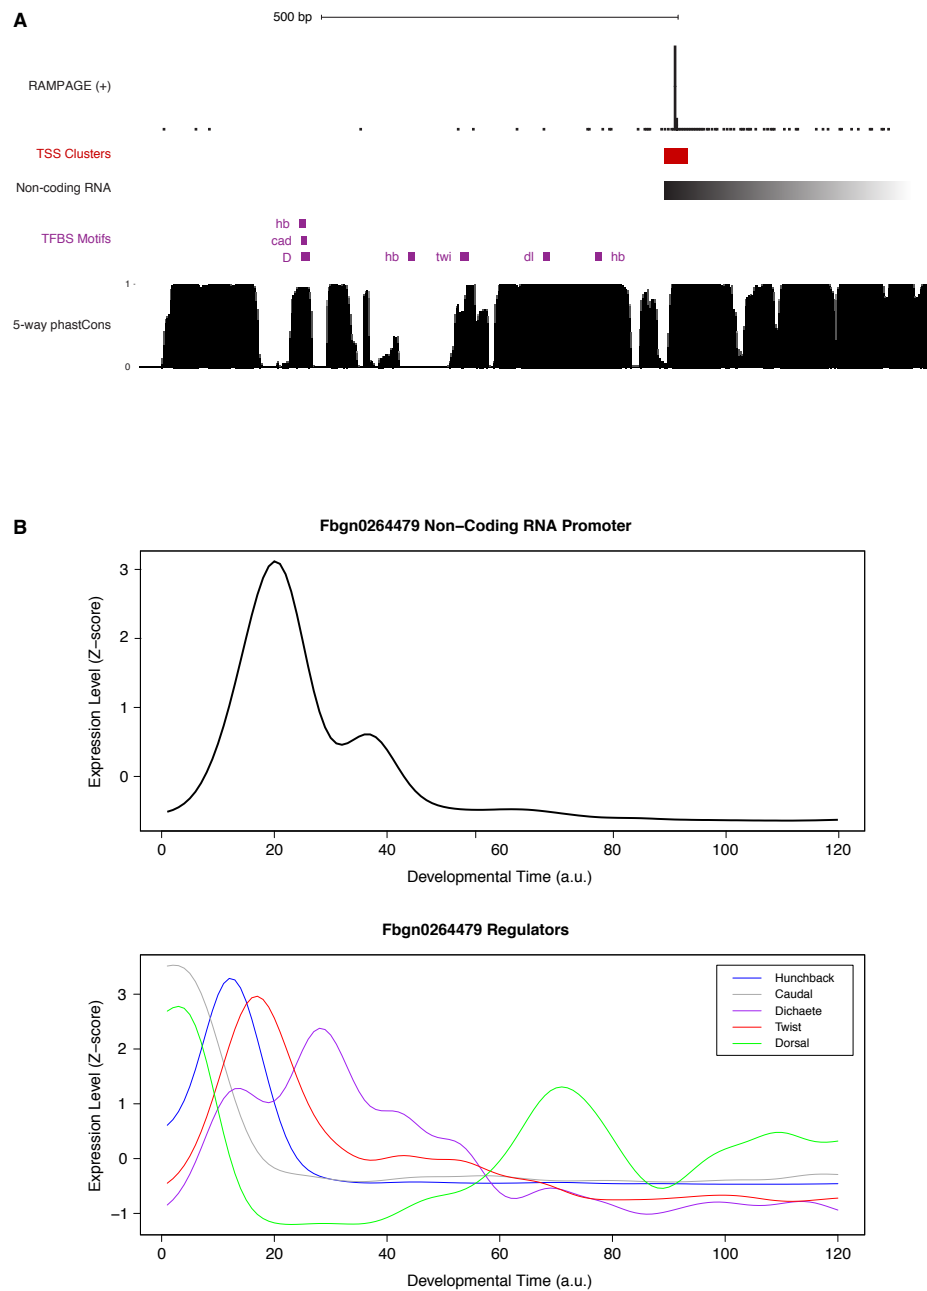 A
500 bp
RAMPAGE (+)
TSS Clusters
Non-coding RNA
hb
cad
TFBS Motifs
D hb twi dl hb
1
5-way phastCons
0
B
Fbgn0264479 Non−Coding RNA Promoter
3
2
1
0
Expression Level (Z−score)
0 20 40 60 80 100 120
Developmental Time (a.u.)
Fbgn0264479 Regulators
3
2
1
0
−1
Expression Level (Z−score)
Hunchback
Caudal
Dichaete
Twist
Dorsal
0 20 40 60 80 100 120
Developmental Time (a.u.)